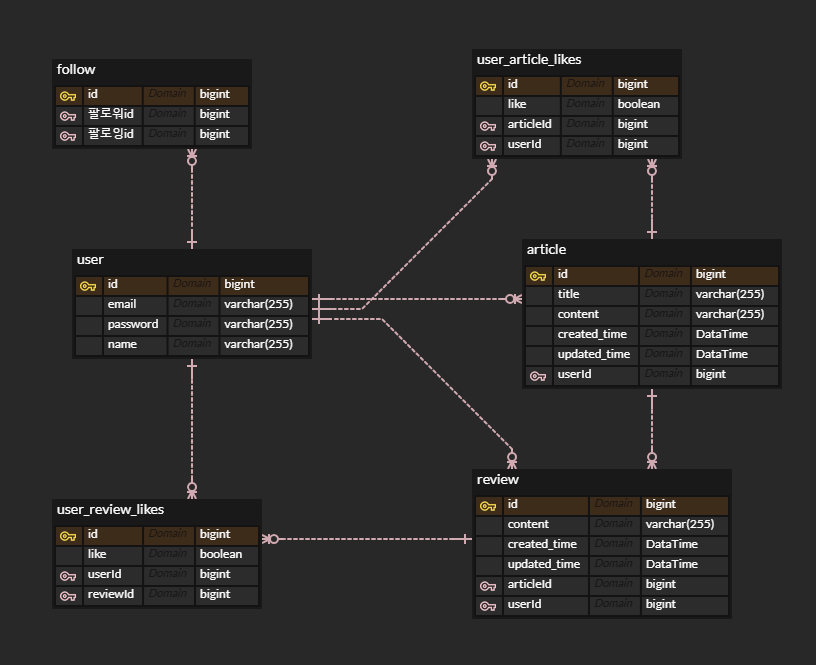 follow
id Domain bigint
팔로워id Domain bigint
팔로잉id Domain bigint
user_article_likes
id Domain bigint
like Domain boolean
articleId Domain bigint
userId Domain bigint
user
id Domain bigint
email Domain varchar(255)
password Domain varchar(255)
name Domain varchar(255)
article
id Domain bigint
title Domain varchar(255)
content Domain varchar(255)
created_time Domain DataTime
updated_time Domain DataTime
userId Domain bigint
user_review_likes
id Domain bigint
like Domain boolean
userId Domain bigint
reviewId Domain bigint
review
id Domain bigint
content Domain varchar(255)
created_time Domain DataTime
updated_time Domain DataTime
articleId Domain bigint
userId Domain bigint